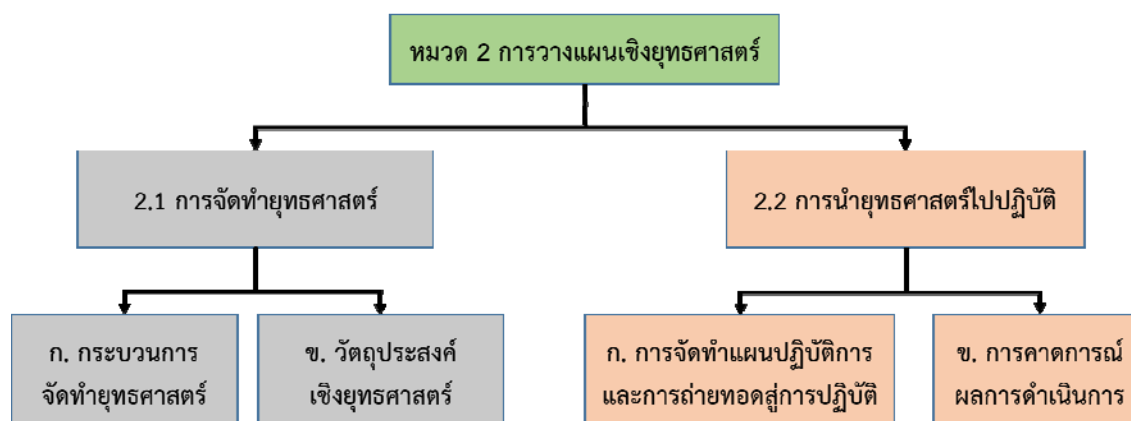 หมวด 2 การวางแผนเชิงยุทธศาสตร์
2.1 การจัดทำยุทธศาสตร์
2.2 การนำยุทธศาสตร์ไปปฏิบัติ
ก. กระบวนการ
จัดทำยุทธศาสตร์
ข. วัตถุประสงค์
เชิงยุทธศาสตร์
ก. การจัดทำแผนปฏิบัติการ
และการถ่ายทอดสู่การปฏิบัติ
ข. การคาดการณ์
ผลการดำเนินการ